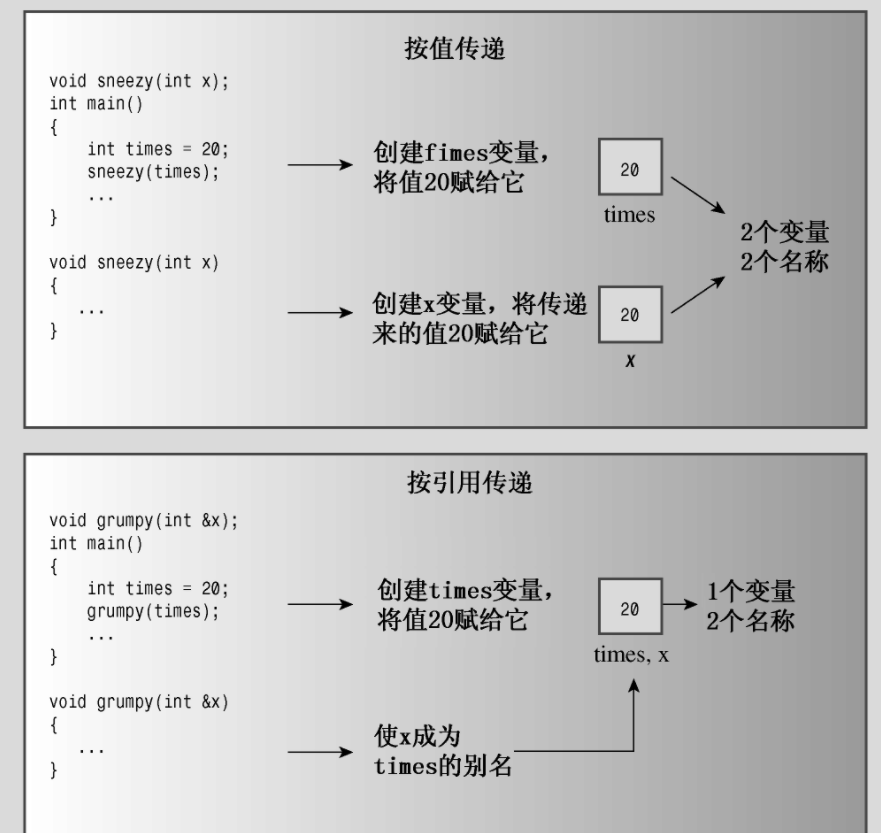 按值传递
void sneezy(int x);
int main()
{
int times = 20;
sneezy(times);
...
}
void sneezy(int x)
{
...
}
创建fimes变量，
将值20赋给它
20
times
创建x变量，将传递
来的值20赋给它
20
x
2个变量
2个名称
按引用传递
void grumpy(int &x);
int main()
{
int times = 20;
grumpy(times);
...
}
void grumpy(int &x)
{
...
}
创建times变量，
将值20赋给它
20
times, x
1个变量
2个名称
使x成为
times的别名